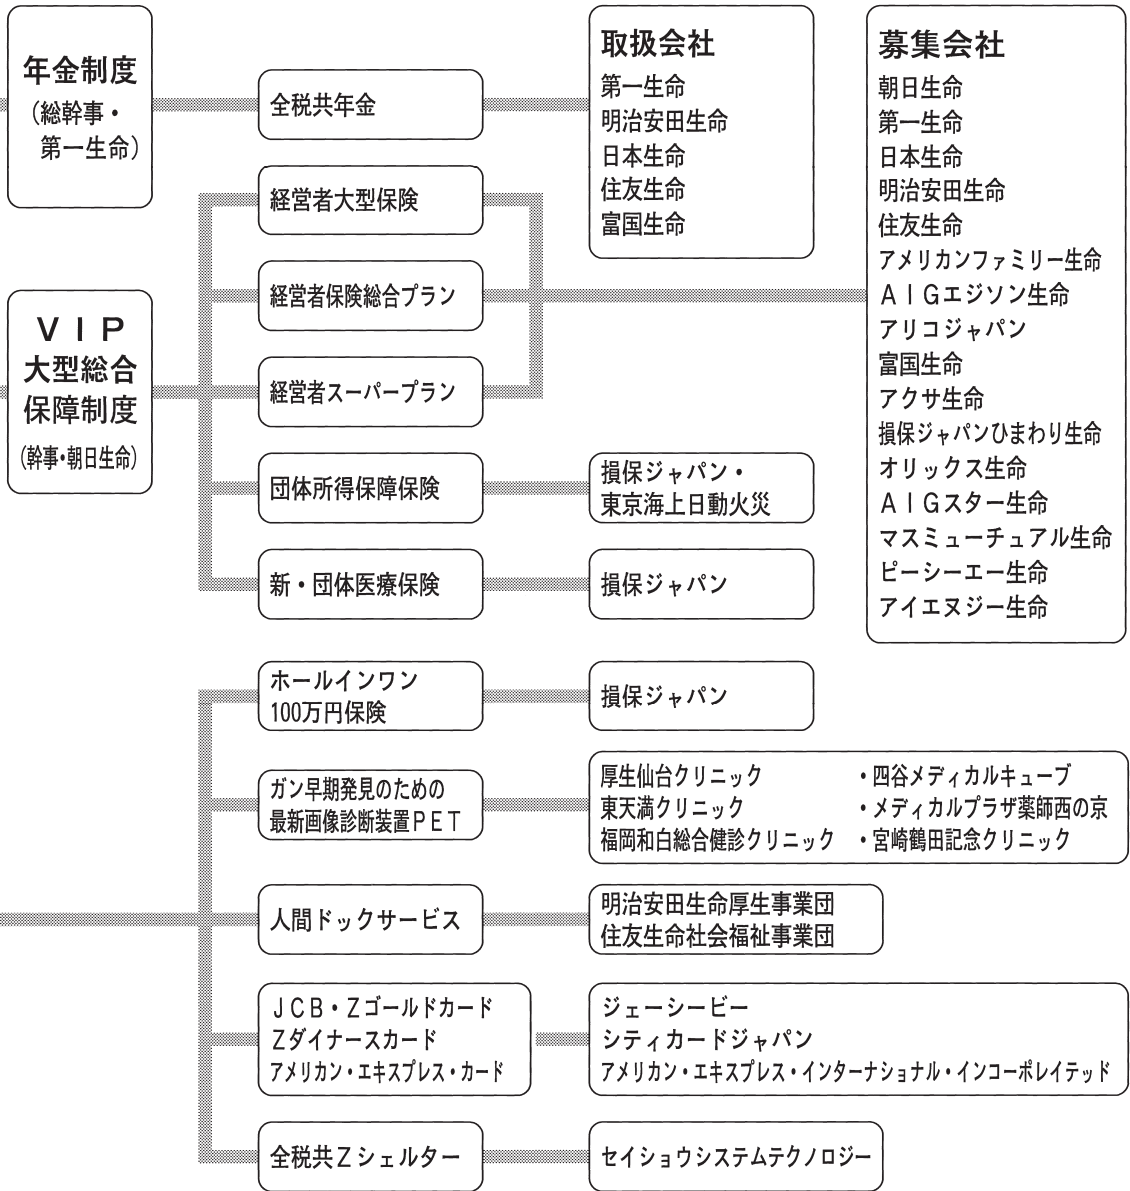 年金制度
(総幹事・
第一生命)
全税共年金
取扱会社
第一生命
明治安田生命
日本生命
住友生命
富国生命
募集会社
朝日生命
第一生命
日本生命
明治安田生命
住友生命
アメリカンファミリー生命
ＡＩＧエジソン生命
アリコジャパン
富国生命
アクサ生命
損保ジャパンひまわり生命
オリックス生命
ＡＩＧスター生命
マスミューチュアル生命
ピーシーエー生命
アイエヌジー生命
ＶＩＰ
大型総合
保障制度
(幹事・朝日生命)
経営者大型保険
経営者保険総合プラン
経営者スーパープラン
団体所得保障保険
損保ジャパン・
東京海上日動火災
新・団体医療保険
損保ジャパン
ホールインワン
100万円保険
損保ジャパン
ガン早期発見のための
最新画像診断装置ＰＥＴ
厚生仙台クリニック
東天満クリニック
福岡和白総合健診クリニック
・四谷メディカルキューブ
・メディカルプラザ薬師西の京
・宮崎鶴田記念クリニック
人間ドックサービス
明治安田生命厚生事業団
住友生命社会福祉事業団
ＪＣＢ・Ｚゴールドカード
Ｚダイナースカード
アメリカン・エキスプレス・カード
ジェーシービー
シティカードジャパン
アメリカン・エキスプレス・インターナショナル・インコーポレイテッド
全税共Ｚシェルター
セイショウシステムテクノロジー